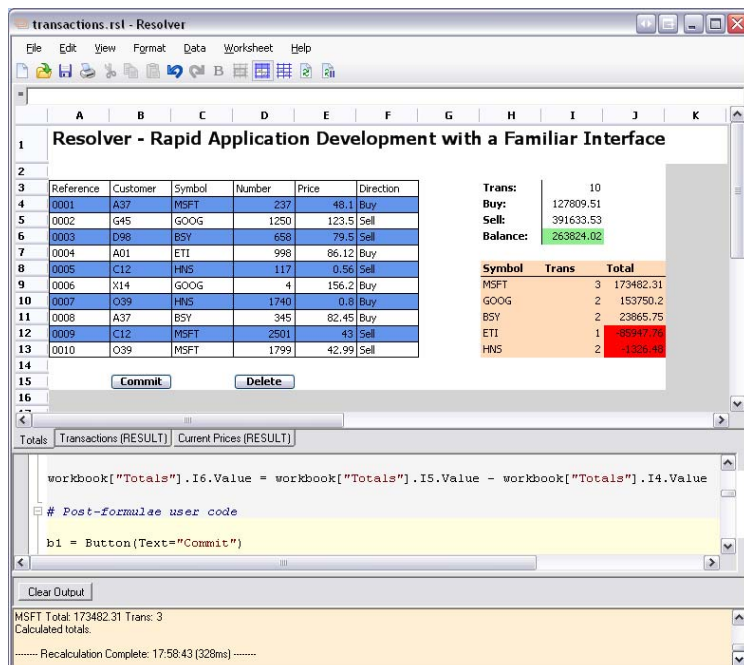 transactions.rsl - Resolver
File Edit View Format Data Worksheet Help
B
=
A B C D E F G H I J K
1 Resolver - Rapid Application Development with a Familiar Interface
2
3 Reference Customer Symbol Number Price Direction Trans: 10
4 0001 A37 MSFT 237 48.1 Buy Buy: 127809.51
5 0002 G45 GOOG 1250 123.5 Sell Sell: 391633.53
6 0003 D98 BSY 658 79.5 Sell Balance: 263824.02
7 0004 A01 ETI 998 86.12 Buy
8 0005 C12 HNS 117 0.56 Sell Symbol Trans Total
9 0006 X14 GOOG 4 156.2 Buy MSFT 3 173482.31
10 0007 O39 HNS 1740 0.8 Buy GOOG 2 153750.2
11 0008 A37 BSY 345 82.45 Buy BSY 2 23865.75
12 0009 C12 MSFT 2501 43 Sell ETI 1 -85947.76
13 0010 O39 MSFT 1799 42.99 Sell HNS 2 -1326.48
14
15 Commit Delete
16
17
Totals Transactions (RESULT) Current Prices (RESULT)
workbook["Totals"].I6.Value = workbook["Totals"].I5.Value - workbook["Totals"].I4.Value
# Post-formulae user code
b1 = Button(Text="Commit")
Clear Output
MSFT Total: 173482.31 Trans: 3
Calculated totals.
-------- Recalculation Complete: 17:58:43 (328ms) --------